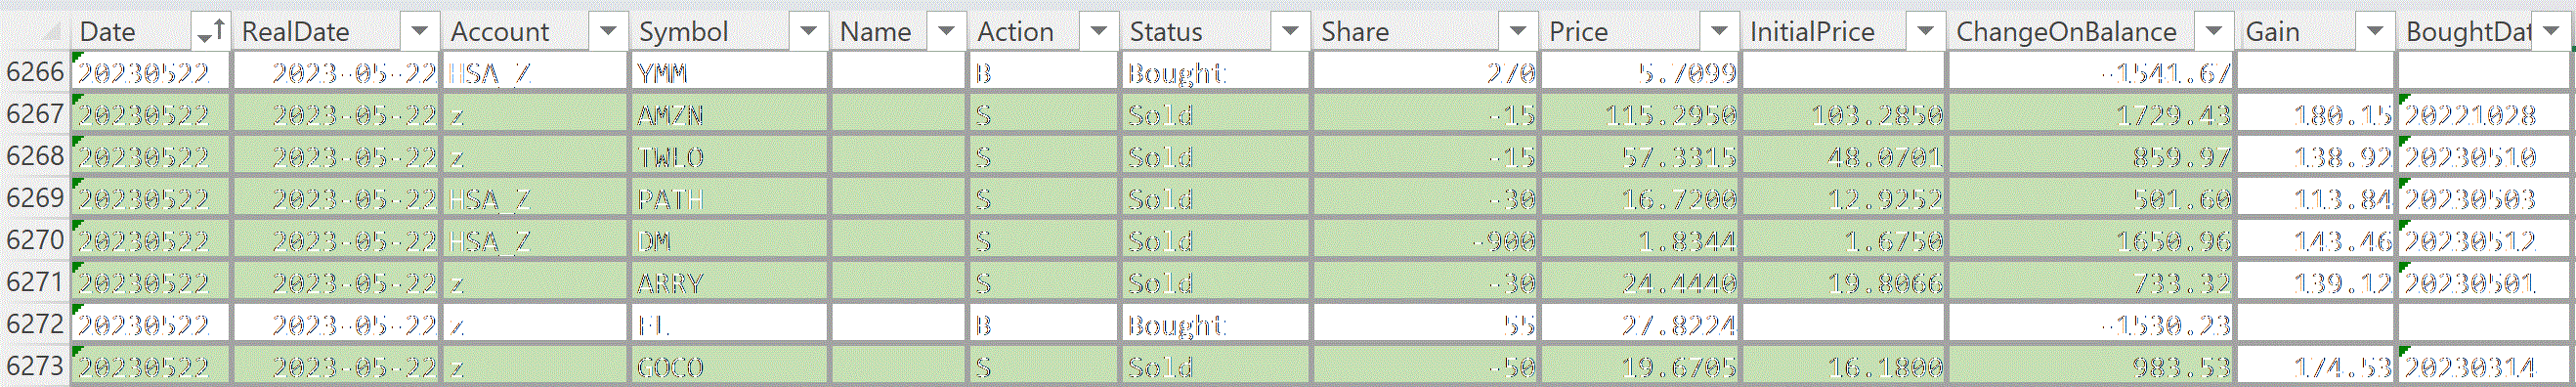 Date RealDate Account Symbol Name Action Status Share Price InitialPrice ChangeOnBalance Gain BoughtDat
6266 20230522 2023-05-22 HSA_Z YMM B Bought 270 5.7099 -1541.67
6267 20230522 2023-05-22 z AMZN S Sold -15 115.2950 103.2850 1729.43 180.15 20221028
6268 20230522 2023-05-22 z TWLO S Sold -15 57.3315 48.0701 859.97 138.92 20230510
6269 20230522 2023-05-22 HSA_Z PATH S Sold -30 16.7200 12.9252 501.60 113.84 20230503
6270 20230522 2023-05-22 HSA_Z DM S Sold -900 1.8344 1.6750 1650.96 143.46 20230512
6271 20230522 2023-05-22 z ARRY S Sold -30 24.4440 19.8066 733.32 139.12 20230501
6272 20230522 2023-05-22 z FL B Bought 55 27.8224 -1530.23
6273 20230522 2023-05-22 z GOCO S Sold -50 19.6705 16.1800 983.53 174.53 20230314